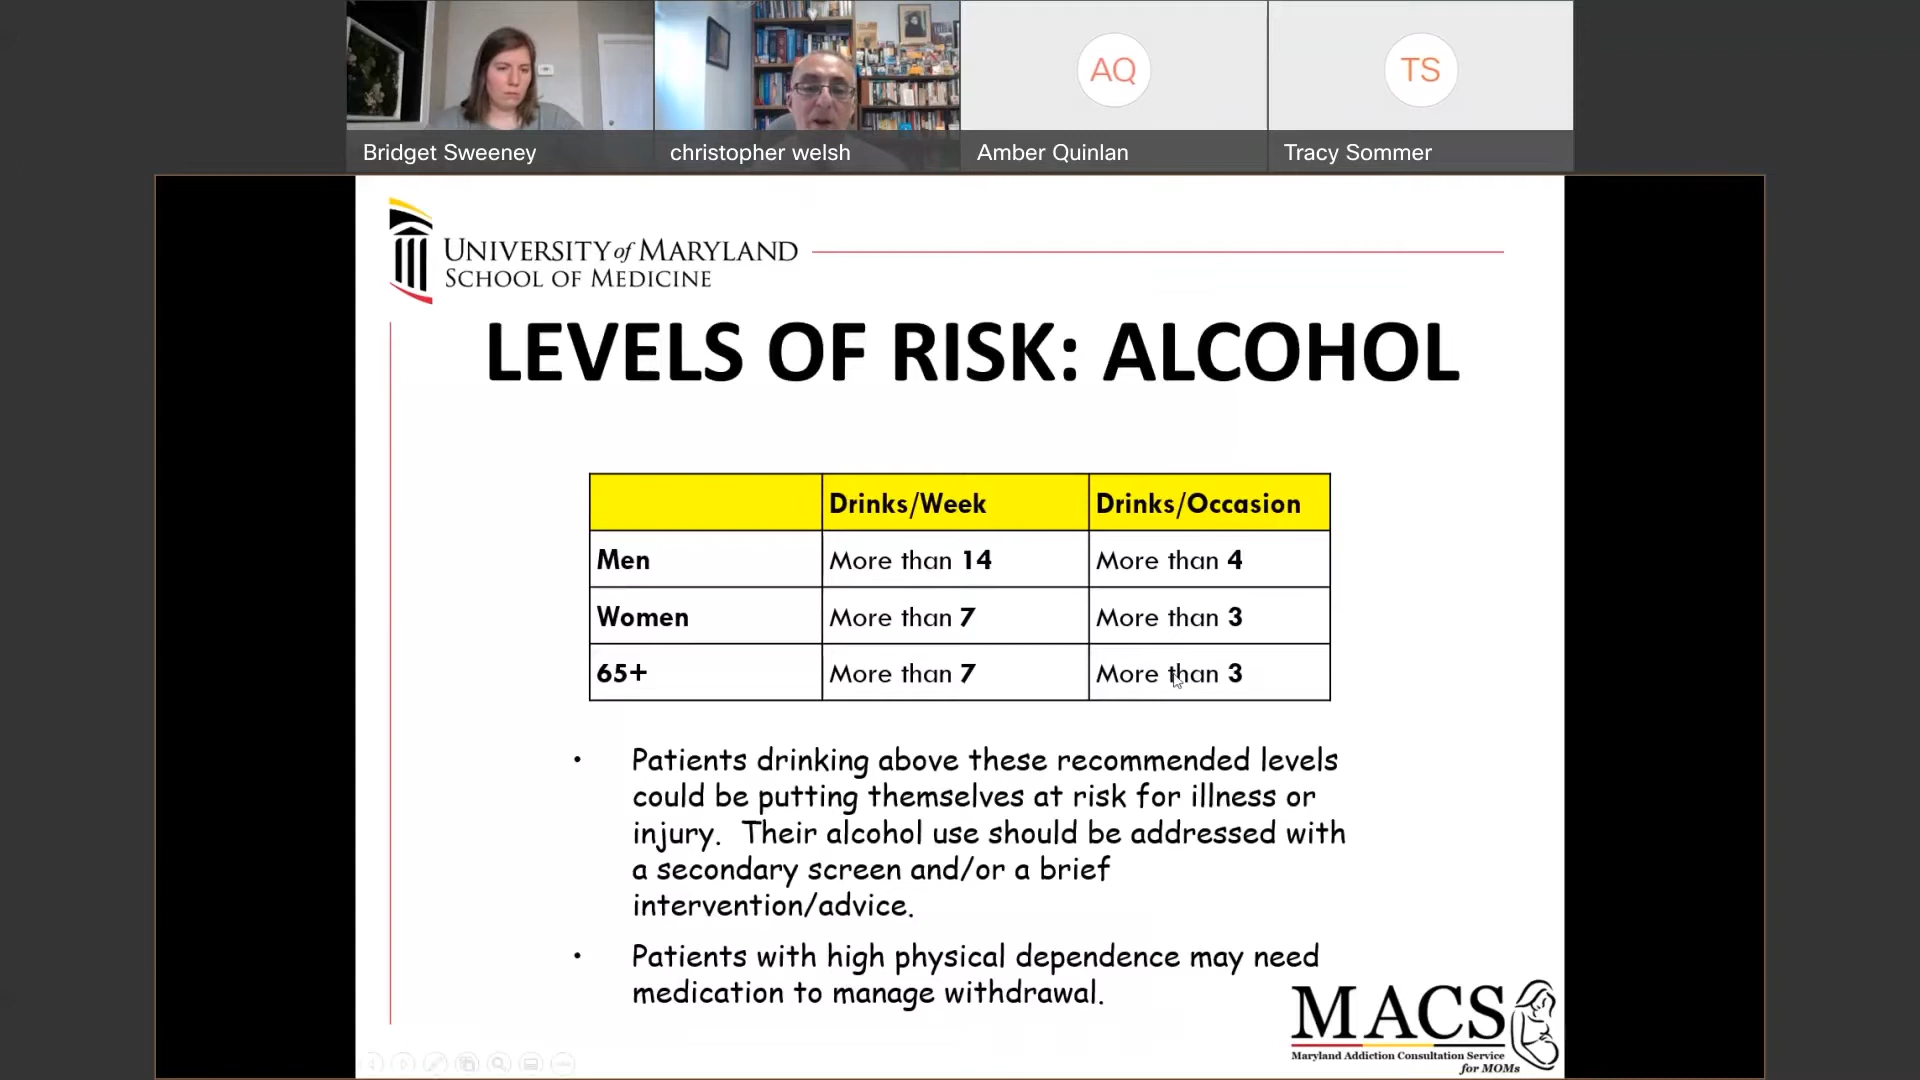 AQ
TS
Bridget Sweeney
christopher welsh
Amber Quinlan
Tracy Sommer
UNIVERSITY of MARYLAND
SCHOOL OF MEDICINE
LEVELS OF RISK: ALCOHOL
Drinks/Week Drinks/Occasion
Men More than 14 More than 4
Women More than 7 More than 3
65+ More than 7 More than 3
• Patients drinking above these recommended levels
could be putting themselves at risk for illness or
injury. Their alcohol use should be addressed with
a secondary screen and/or a brief
intervention/advice.
• Patients with high physical dependence may need
medication to manage withdrawal.
MACS
Maryland Addiction Consultation Service
for MOMs